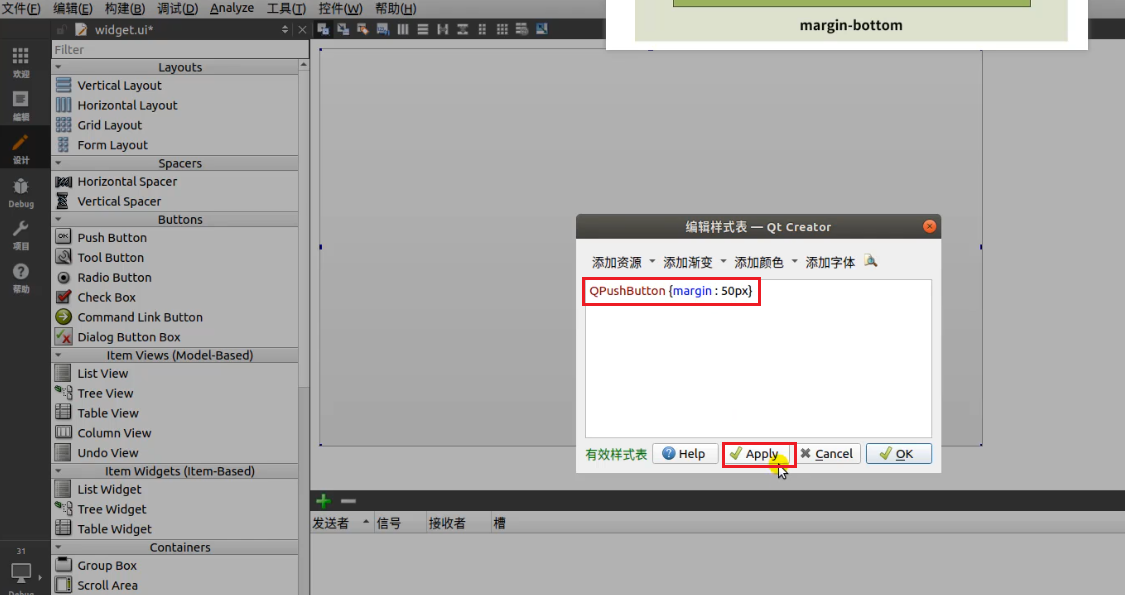 文件(F) 编辑(E) 构建(B) 调试(D) Analyze 工具(T) 控件(W) 帮助(H)
widget.ui*
margin-bottom
Filter
欢迎
编辑
设计
Debug
项目
帮助
31
Debug
Layouts
Vertical Layout
Horizontal Layout
Grid Layout
Form Layout
Spacers
Horizontal Spacer
Vertical Spacer
Buttons
OK
Push Button
Tool Button
Radio Button
Check Box
Command Link Button
Dialog Button Box
Item Views (Model-Based)
List View
Tree View
Table View
Column View
Undo View
Item Widgets (Item-Based)
List Widget
Tree Widget
Table Widget
Containers
Group Box
Scroll Area
编辑样式表 — Qt Creator
添加资源 添加渐变 添加颜色 添加字体
QPushButton {margin : 50px}
有效样式表 Help Apply Cancel OK
发送者 信号 接收者 槽